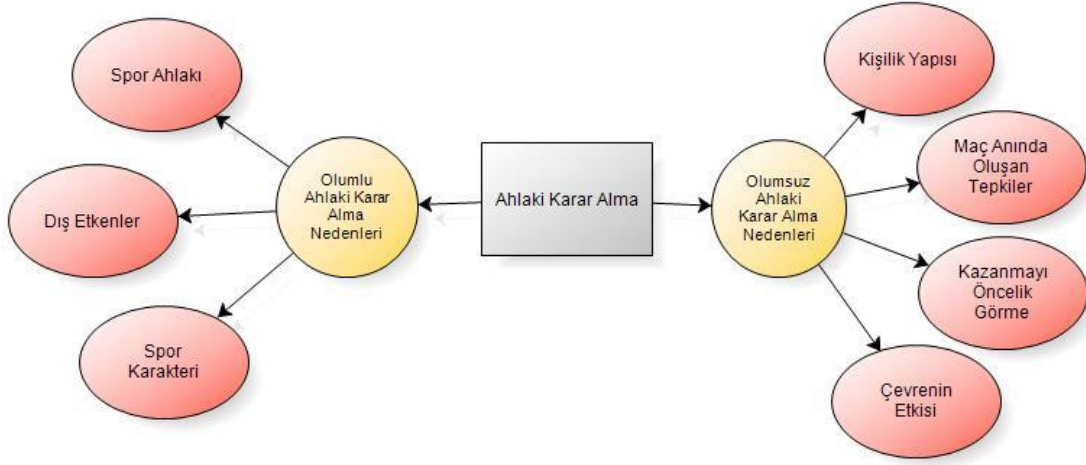 Spor Ahlakı
Dış Etkenler
Spor
Karakteri
Olumlu
Ahlaki Karar
Alma
Nedenleri
Ahlaki Karar Alma
Olumsuz
Ahlaki
Karar Alma
Nedenleri
Kişilik Yapısı
Maç Anında
Oluşan
Tepkiler
Kazanmayı
Öncelik
Görme
Çevrenin
Etkisi